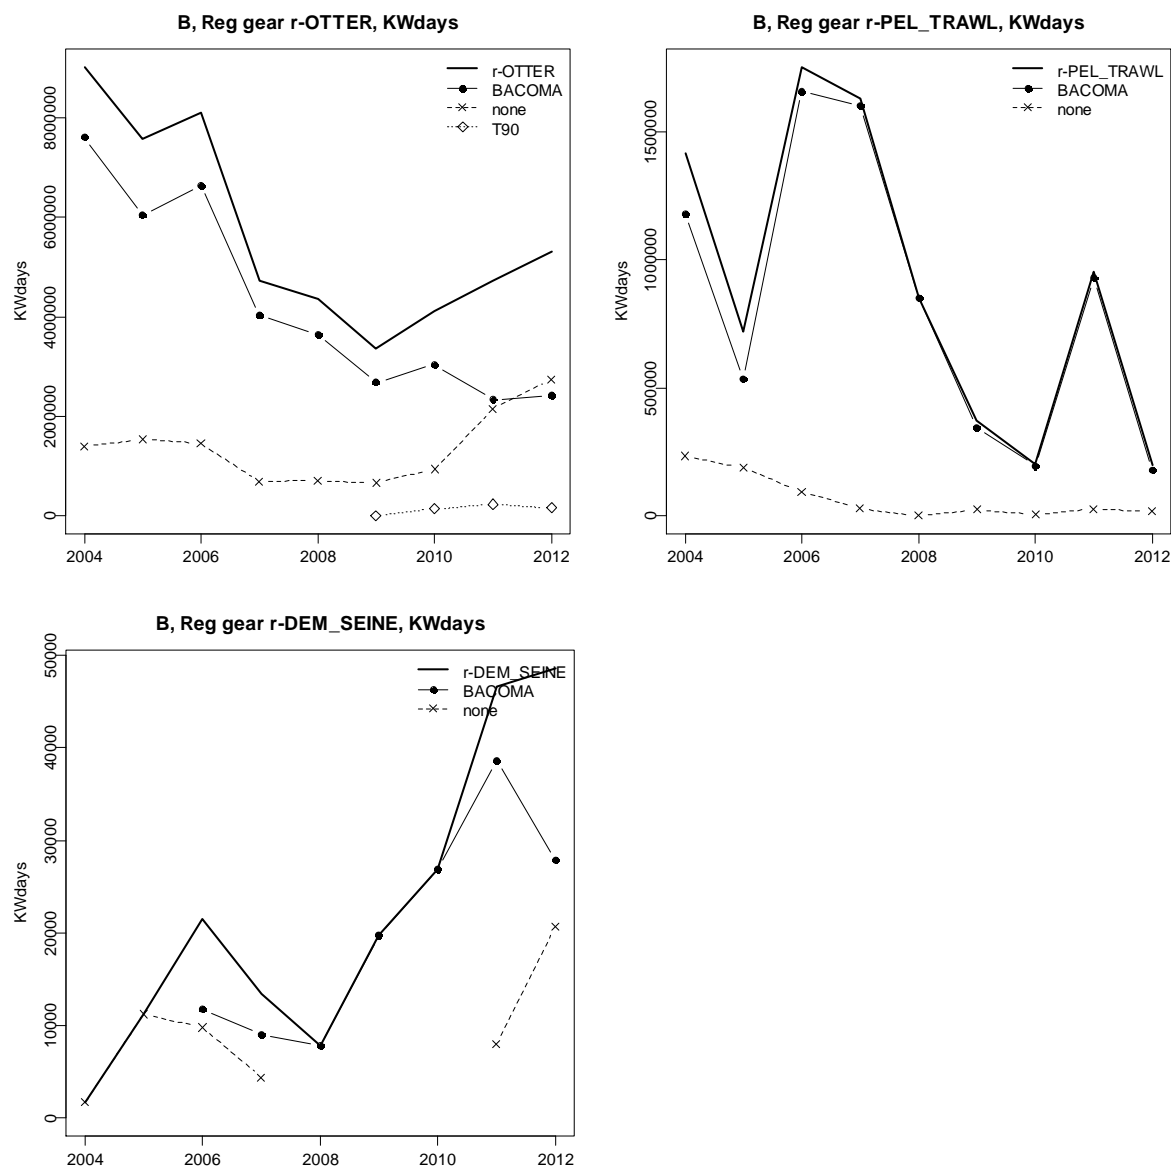 B, Reg gear r-OTTER, KWdays
KWdays
8000000
6000000
4000000
2000000
0
2004 2006 2008 2010 2012
r-OTTER
BACOMA
none
T90
B, Reg gear r-PEL_TRAWL, KWdays
KWdays
1500000
1000000
500000
0
2004 2006 2008 2010 2012
r-PEL_TRAWL
BACOMA
none
B, Reg gear r-DEM_SEINE, KWdays
KWdays
50000
40000
30000
20000
10000
0
2004 2006 2008 2010 2012
r-DEM_SEINE
BACOMA
none